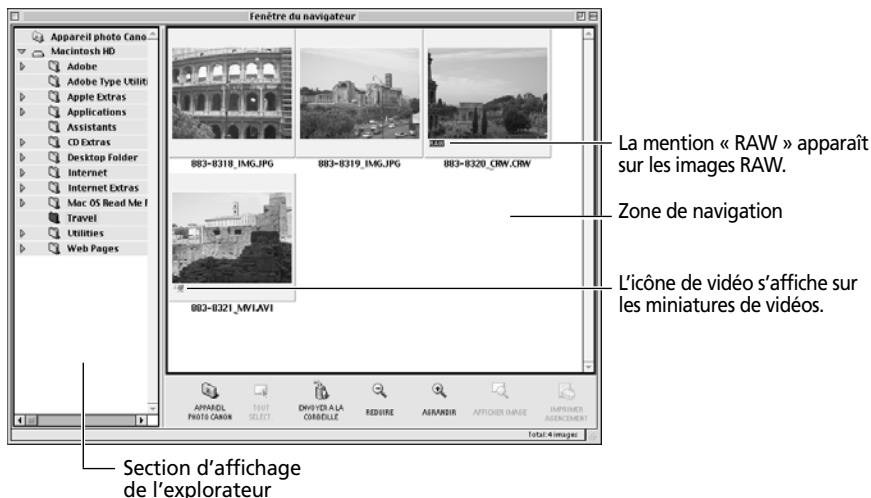 Fenêtre du navigateur
Appareil photo Cano
Macintosh HD
Adobe
Adobe Type Utiliti
Apple Extras
Applications
Assistants
CD Extras
Desktop Folder
Internet
Internet Extras
Mac OS Read Me F
Travel
Utilities
Web Pages
RAW
883-8318_IMG.JPG
883-8319_IMG.JPG
883-8320_CRW.CRW
883-8321_MVI.AVI
La mention « RAW » apparaît
sur les images RAW.
Zone de navigation
L’icône de vidéo s’affiche sur
les miniatures de vidéos.
APPAREIL
PHOTO CANON
TOUT
SÉLECT.
ENVOYER A LA
CORBEILLE
REDUIRE
AGRANDIR
AFFICHER IMAGE
IMPRIMER
AGENCEMENT
Total:4 images
Section d’affichage
de l’explorateur